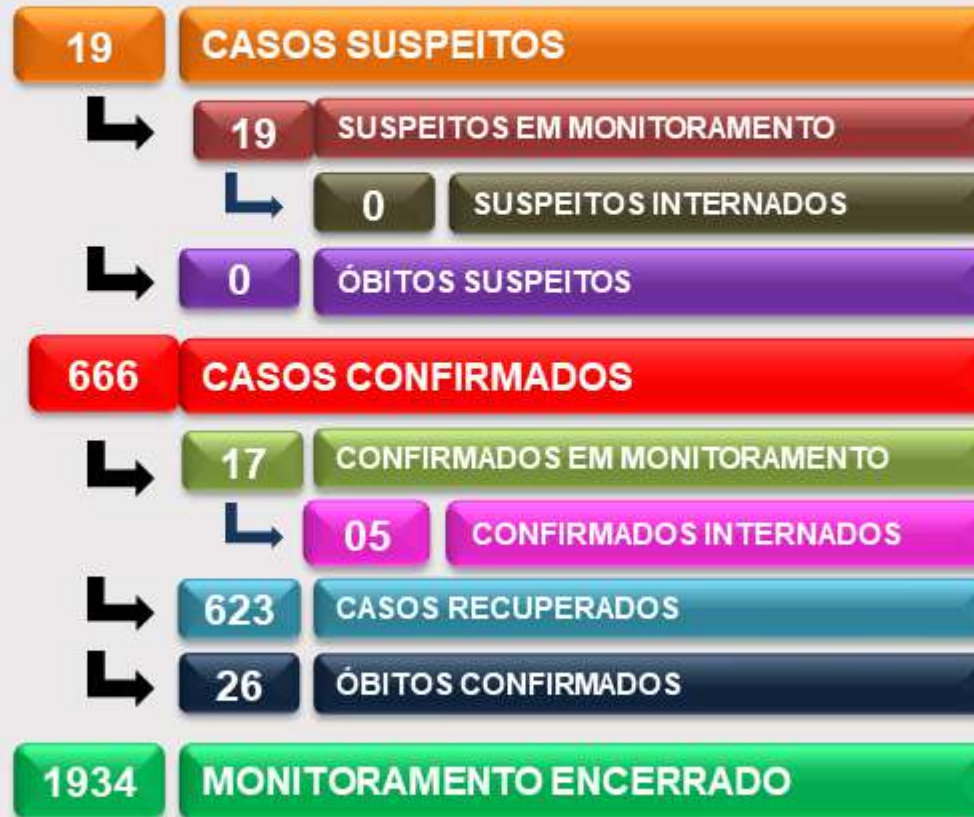 19 CASOS SUSPEITOS
19 SUSPEITOS EM MONITORAMENTO
0 SUSPEITOS INTERNADOS
0 ÓBITOS SUSPEITOS
666 CASOS CONFIRMADOS
17 CONFIRMADOS EM MONITORAMENTO
05 CONFIRMADOS INTERNADOS
623 CASOS RECUPERADOS
26 ÓBITOS CONFIRMADOS
1934 MONITORAMENTO ENCERRADO